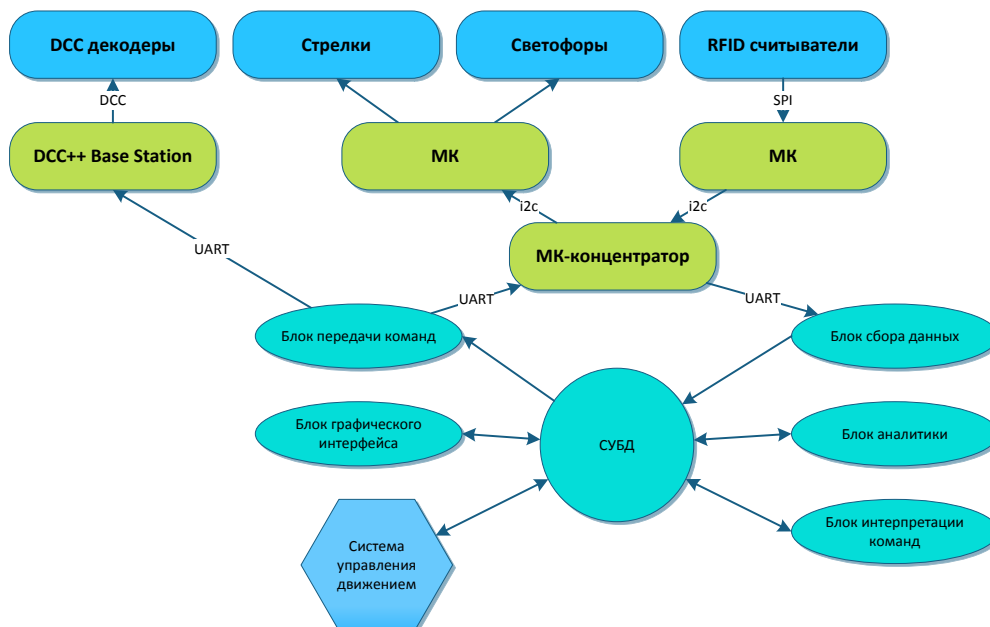 DCC декодеры
Стрелки
Светофоры
RFID считыватели
DCC
SPI
DCC++ Base Station
МК
МК
i2c
i2c
UART
МК-концентратор
UART
UART
Блок передачи команд
Блок сбора данных
Блок графического
интерфейса
СУБД
Блок аналитики
Блок интерпретации
команд
Система
управления
движением